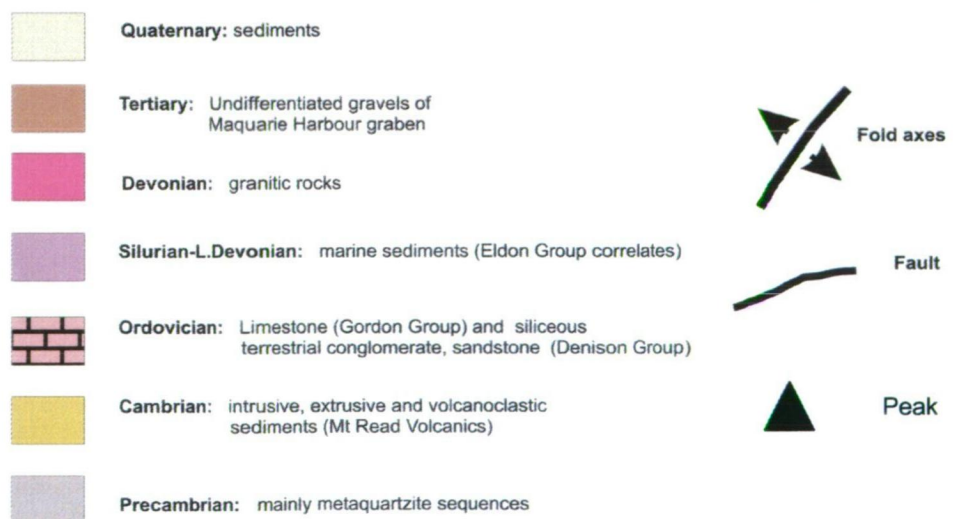 Quaternary: sediments
Tertiary: Undifferentiated gravels of
Maquarie Harbour graben
Devonian: granitic rocks
Silurian-L.Devonian: marine sediments (Eldon Group correlates)
Ordovician: Limestone (Gordon Group) and siliceous
terrestrial conglomerate, sandstone (Denison Group)
Cambrian: intrusive, extrusive and volcanoclastic
sediments (Mt Read Volcanics)
Precambrian: mainly metaquartzite sequences
Fold axes
Fault
Peak